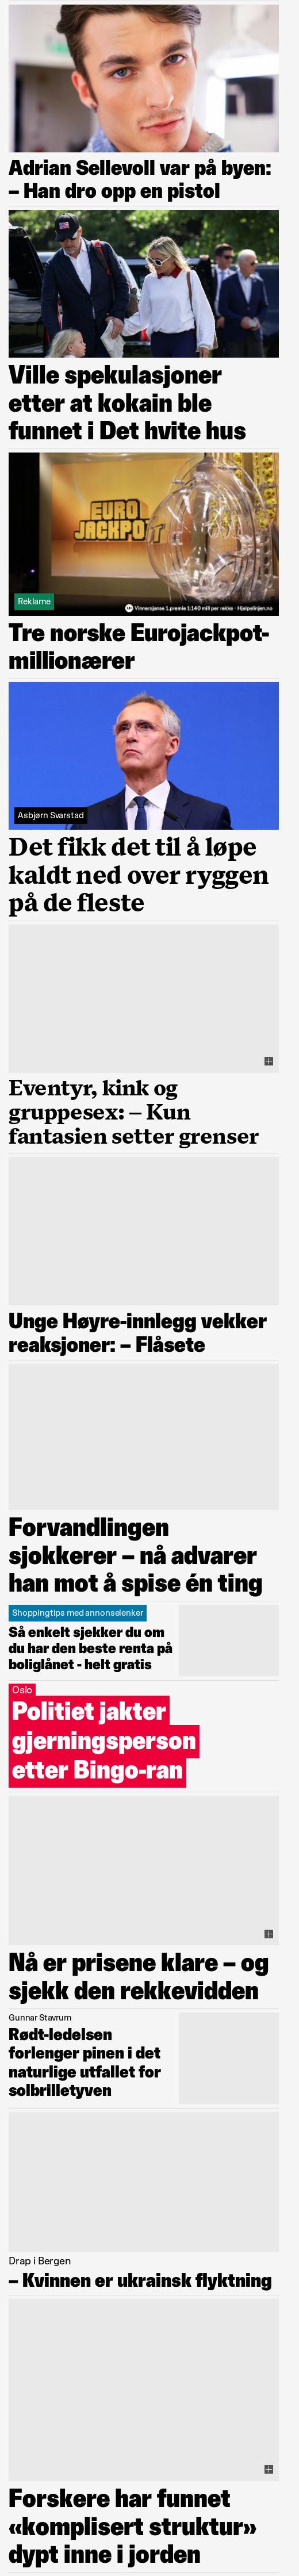 Adrian Sellevoll var på byen:
– Han dro opp en pistol
Ville spekulasjoner
etter at kokain ble
funnet i Det hvite hus
EURO
JACKPOT
Reklame
Vinnersjanse 1.premie 1:140 mill per rekke - Hjelpelinjen.no
Tre norske Eurojackpot-
millionærer
Asbjørn Svarstad
Det fikk det til å løpe
kaldt ned over ryggen
på de fleste
Eventyr, kink og
gruppesex: – Kun
fantasien setter grenser
Unge Høyre-innlegg vekker
reaksjoner: – Flåsete
Forvandlingen
sjokkerer – nå advarer
han mot å spise én ting
Shoppingtips med annonselenker
Så enkelt sjekker du om
du har den beste renta på
boliglånet - helt gratis
Oslo
Politiet jakter
gjerningsperson
etter Bingo-ran
Nå er prisene klare – og
sjekk den rekkevidden
Gunnar Stavrum
Rødt-ledelsen
forlenger pinen i det
naturlige utfallet for
solbrilletyven
Drap i Bergen
– Kvinnen er ukrainsk flyktning
Forskere har funnet
«komplisert struktur»
dypt inne i jorden